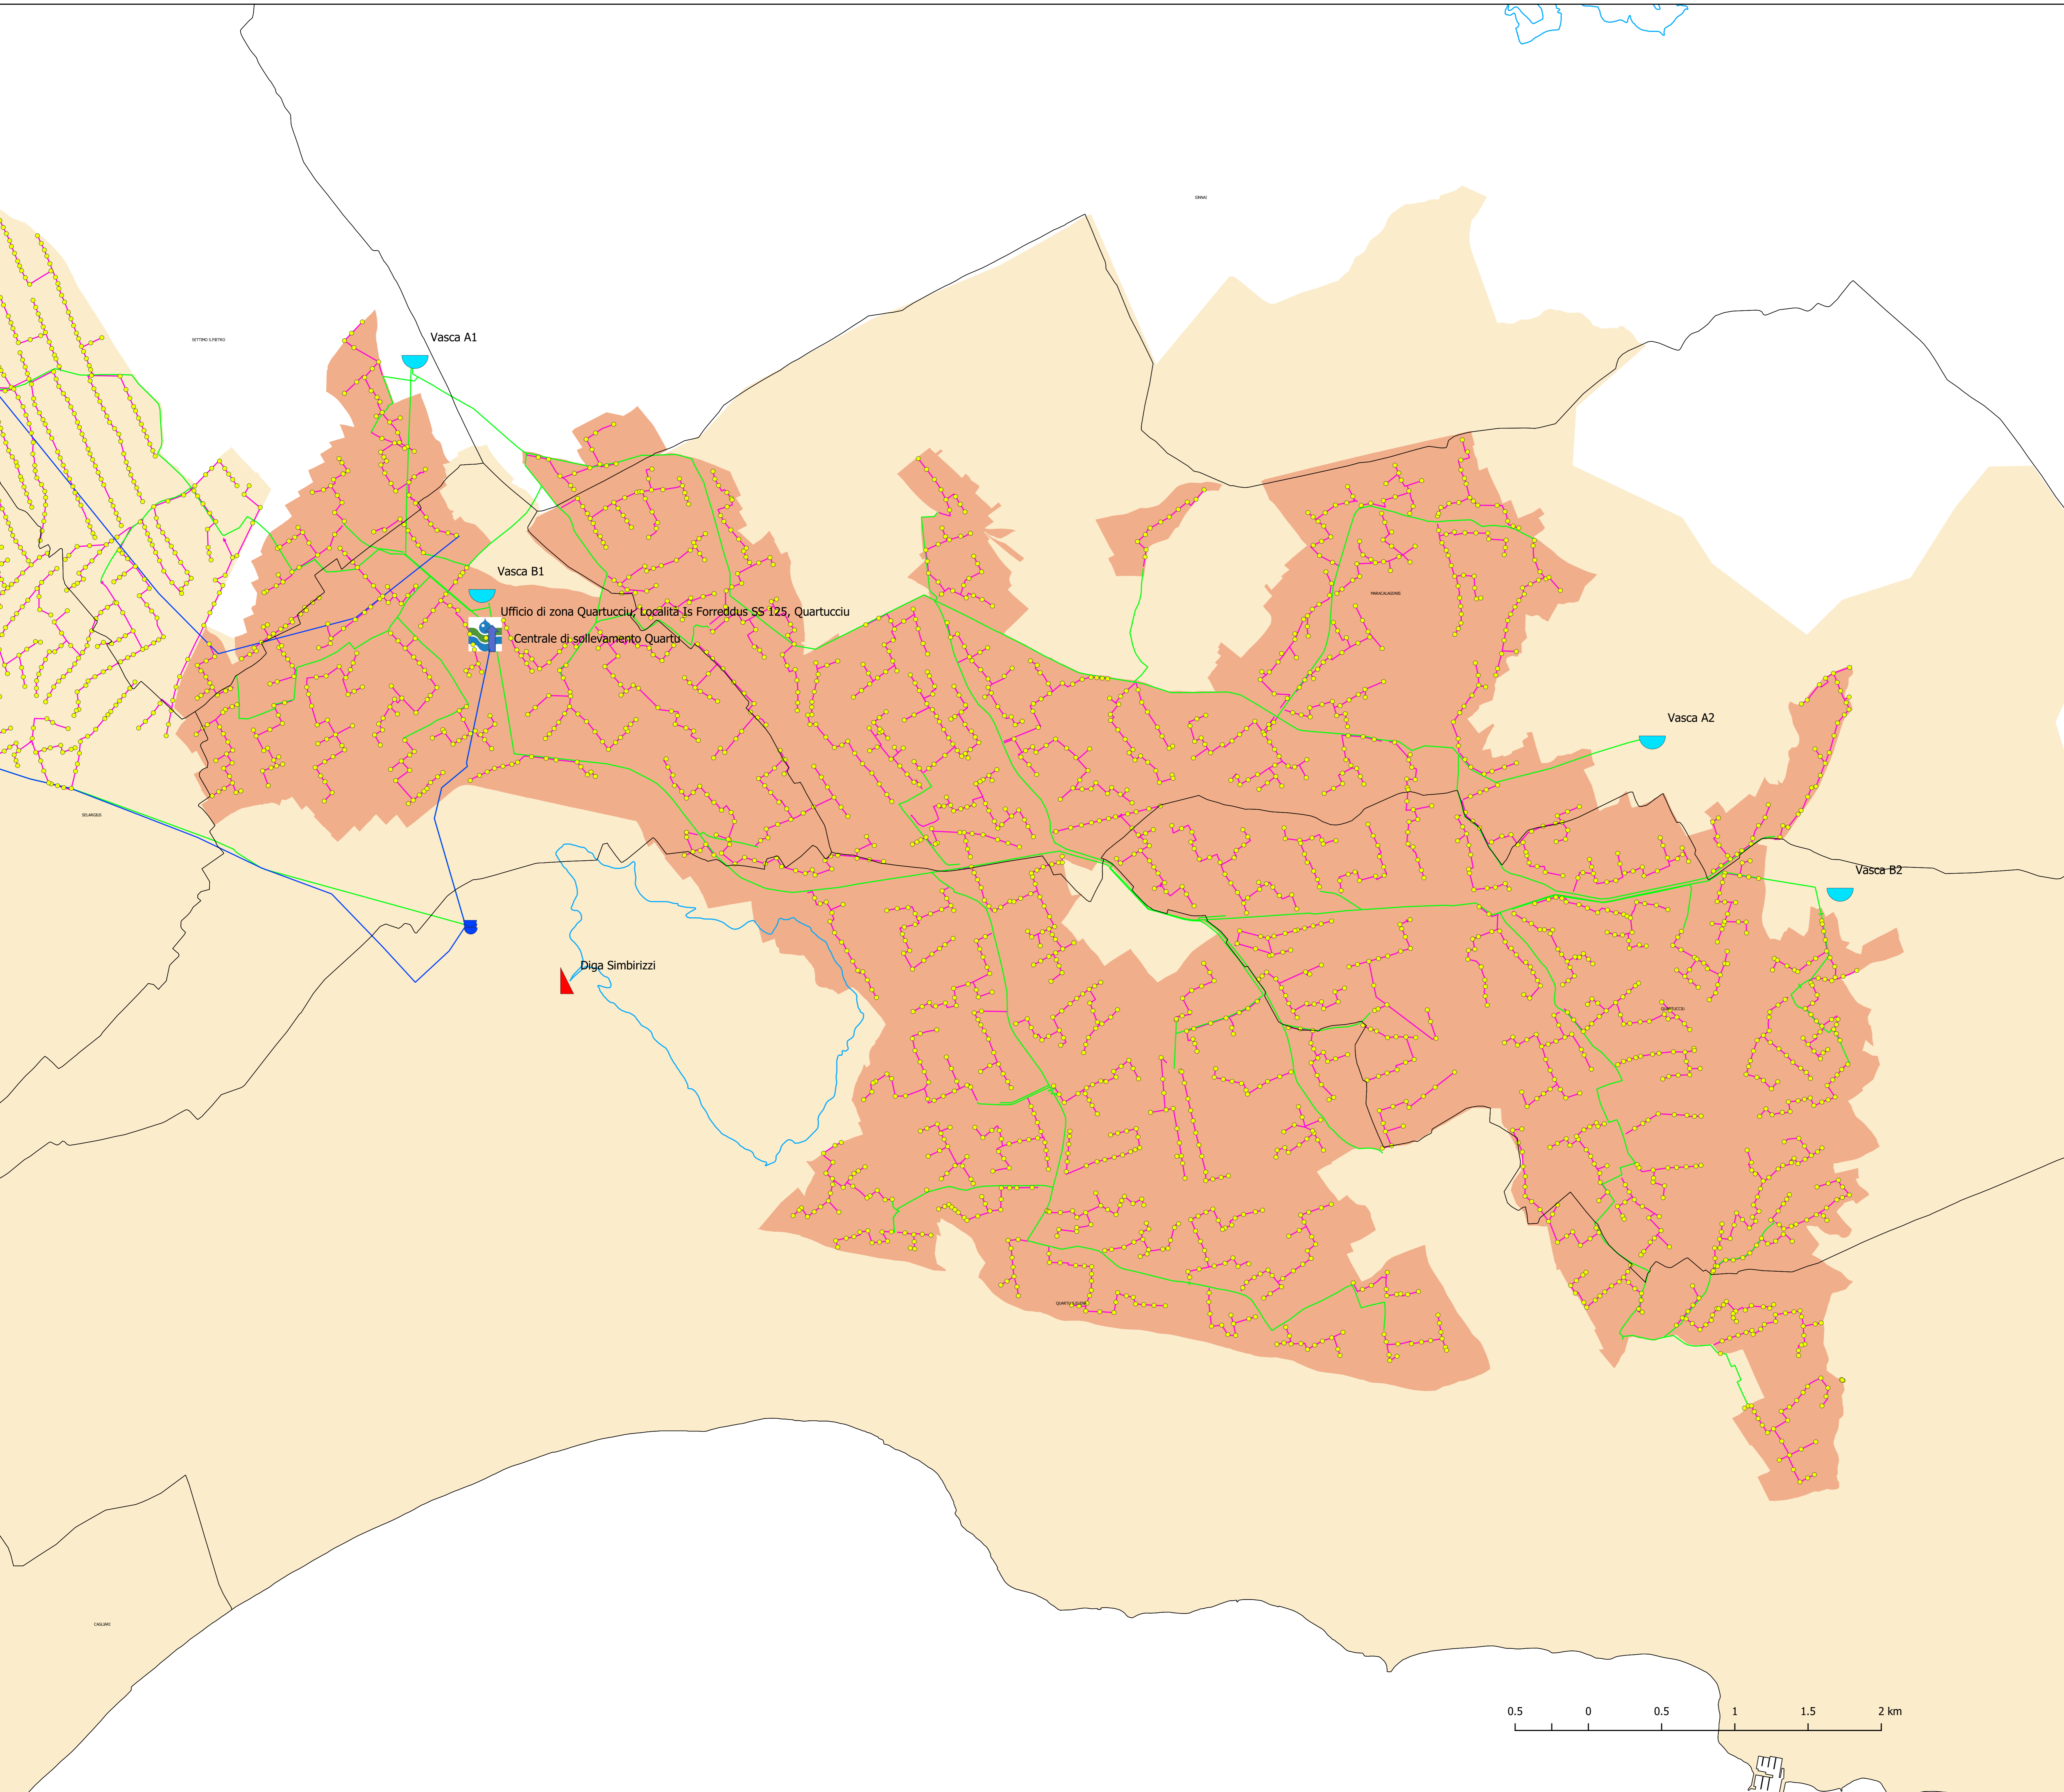 SINNAI
SETTIMO S.PIETRO
Vasca A1
Vasca B1
MARACALAGONIS
Ufficio di zona Quartucciu, Località Is Forreddus SS 125, Quartucciu
Centrale di sollevamento Quartu
Vasca A2
SELARGIUS
Vasca B2
Diga Simbirizzi
QUARTUCCIU
CAGLIARI
0.5 0 0.5 1 1.5 2 km